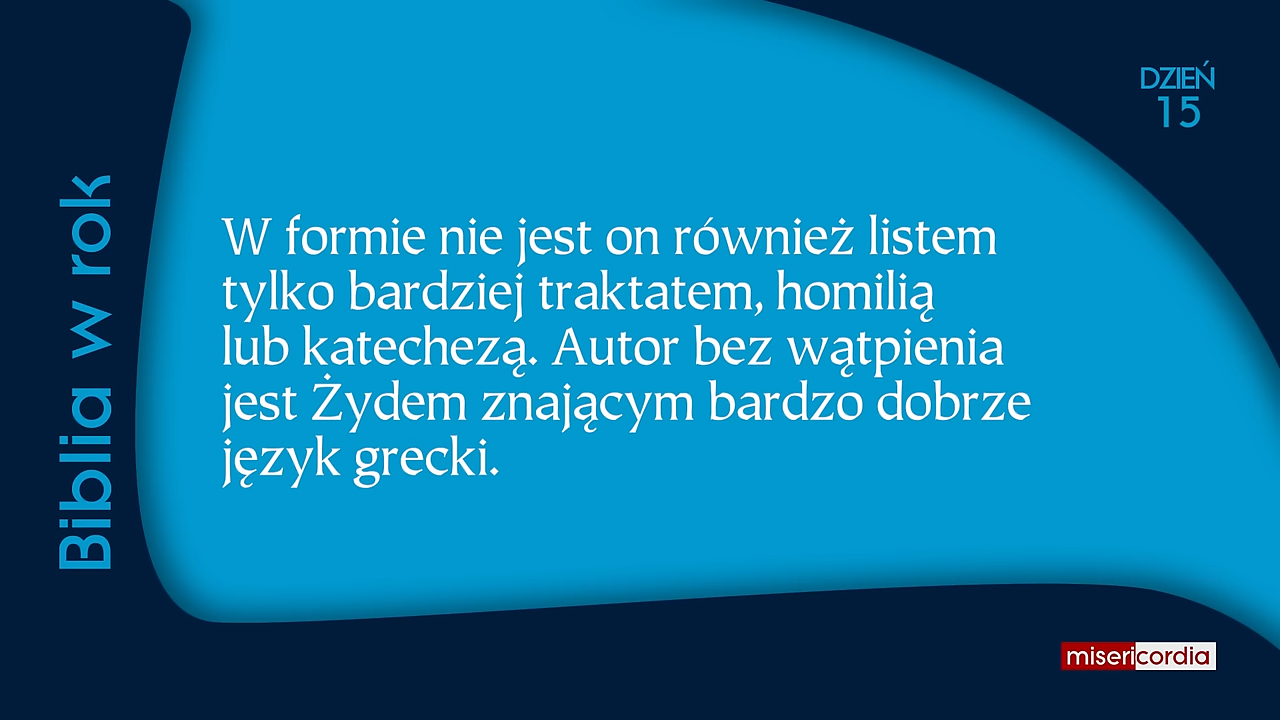 DZIEŃ
15
Biblia w rok
W formie nie jest on również listem
tylko bardziej traktatem, homilią
lub katechezą. Autor bez wątpienia
jest Żydem znającym bardzo dobrze
język grecki.
misericordia